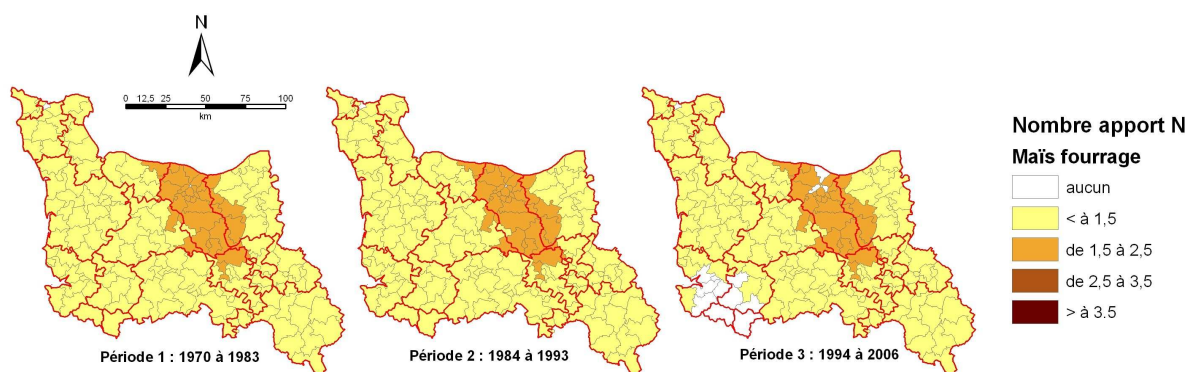 N
0 12,5 25 50 75 100
km
Nombre apport N
Maïs fourrage
aucun
< à 1,5
de 1,5 à 2,5
de 2,5 à 3,5
> à 3.5
Période 1 : 1970 à 1983
Période 2 : 1984 à 1993
Période 3 : 1994 à 2006